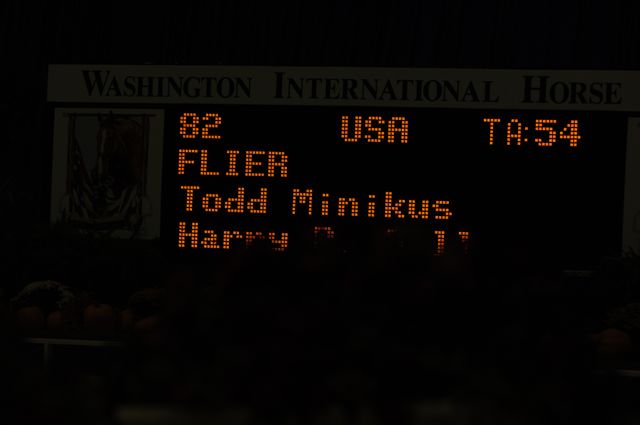 WASHINGTON INTERNATIONAL HORSE
82 USA TA:54
FLIER
Todd Minikus
Harry